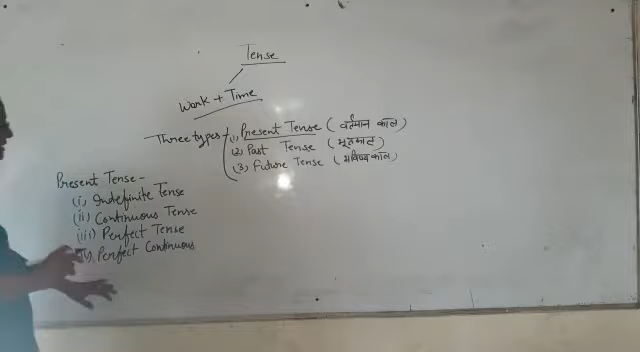 Tense
Work + Time
Three types (1) Present Tense (वर्तमान काल)
(2) Past Tense (भूतकाल)
(3) Future Tense (भविष्यकाल)
Present Tense -
(i) Indefinite Tense
(ii) Continuous Tense
(iii) Perfect Tense
Perfect Continuous